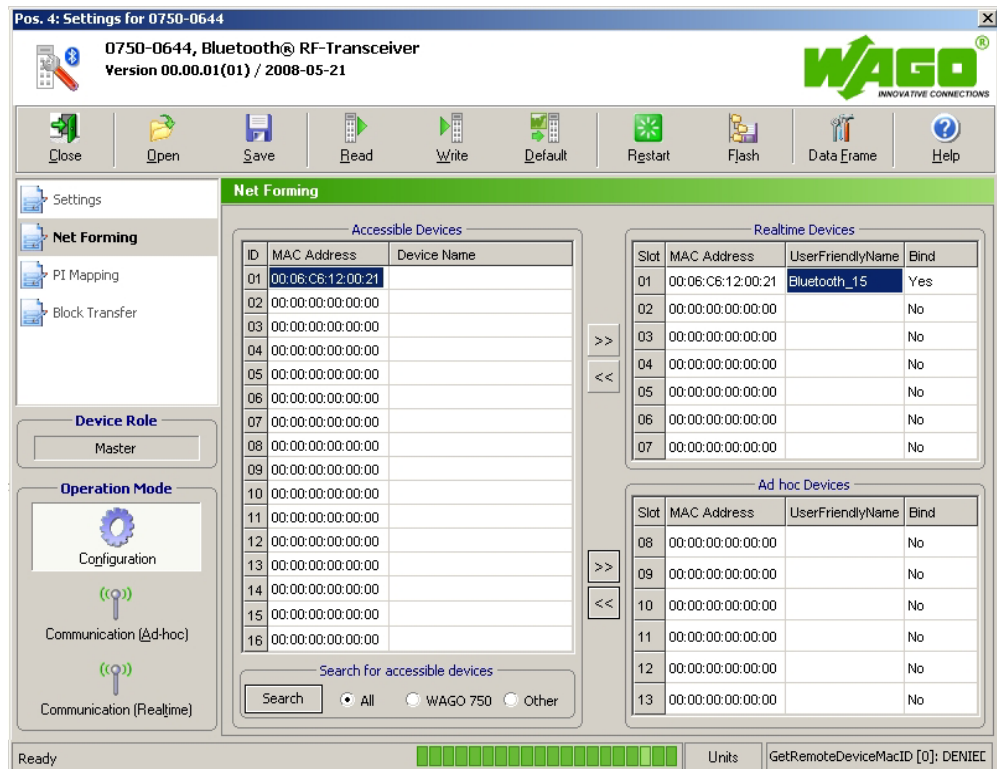 Pos. 4: Settings for 0750-0644
0750-0644, Bluetooth® RF-Transceiver
Version 00.00.01(01) / 2008-05-21
WAGO®
INNOVATIVE CONNECTIONS
Close Open Save Read Write Default Restart Flash Data Frame Help
Settings
Net Forming
PI Mapping
Block Transfer
Device Role
Master
Operation Mode
Configuration
Communication (Ad-hoc)
Communication (Realtime)
Net Forming
Accessible Devices
ID MAC Address Device Name
01 00:06:C6:12:00:21
02 00:00:00:00:00:00
03 00:00:00:00:00:00
04 00:00:00:00:00:00
05 00:00:00:00:00:00
06 00:00:00:00:00:00
07 00:00:00:00:00:00
08 00:00:00:00:00:00
09 00:00:00:00:00:00
10 00:00:00:00:00:00
11 00:00:00:00:00:00
12 00:00:00:00:00:00
13 00:00:00:00:00:00
14 00:00:00:00:00:00
15 00:00:00:00:00:00
16 00:00:00:00:00:00
Search for accessible devices
Search All WAGO 750 Other
>>
<<
>>
<<
Realtime Devices
Slot MAC Address UserFriendlyName Bind
01 00:06:C6:12:00:21 Bluetooth_15 Yes
02 00:00:00:00:00:00 No
03 00:00:00:00:00:00 No
04 00:00:00:00:00:00 No
05 00:00:00:00:00:00 No
06 00:00:00:00:00:00 No
07 00:00:00:00:00:00 No
Ad hoc Devices
Slot MAC Address UserFriendlyName Bind
08 00:00:00:00:00:00 No
09 00:00:00:00:00:00 No
10 00:00:00:00:00:00 No
11 00:00:00:00:00:00 No
12 00:00:00:00:00:00 No
13 00:00:00:00:00:00 No
Ready Units GetRemoteDeviceMacID [0]: DENIED